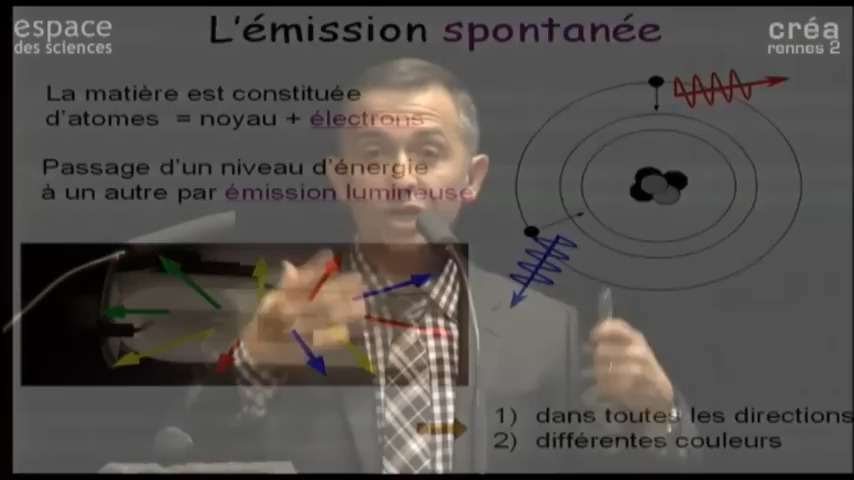 espace
des sciences
L'émission spontanée
créa
rennes 2
La matière est constituée
d'atomes = noyau + électrons
Passage d'un niveau d'énergie
à un autre par émission lumineuse
1) dans toutes les directions
2) différentes couleurs